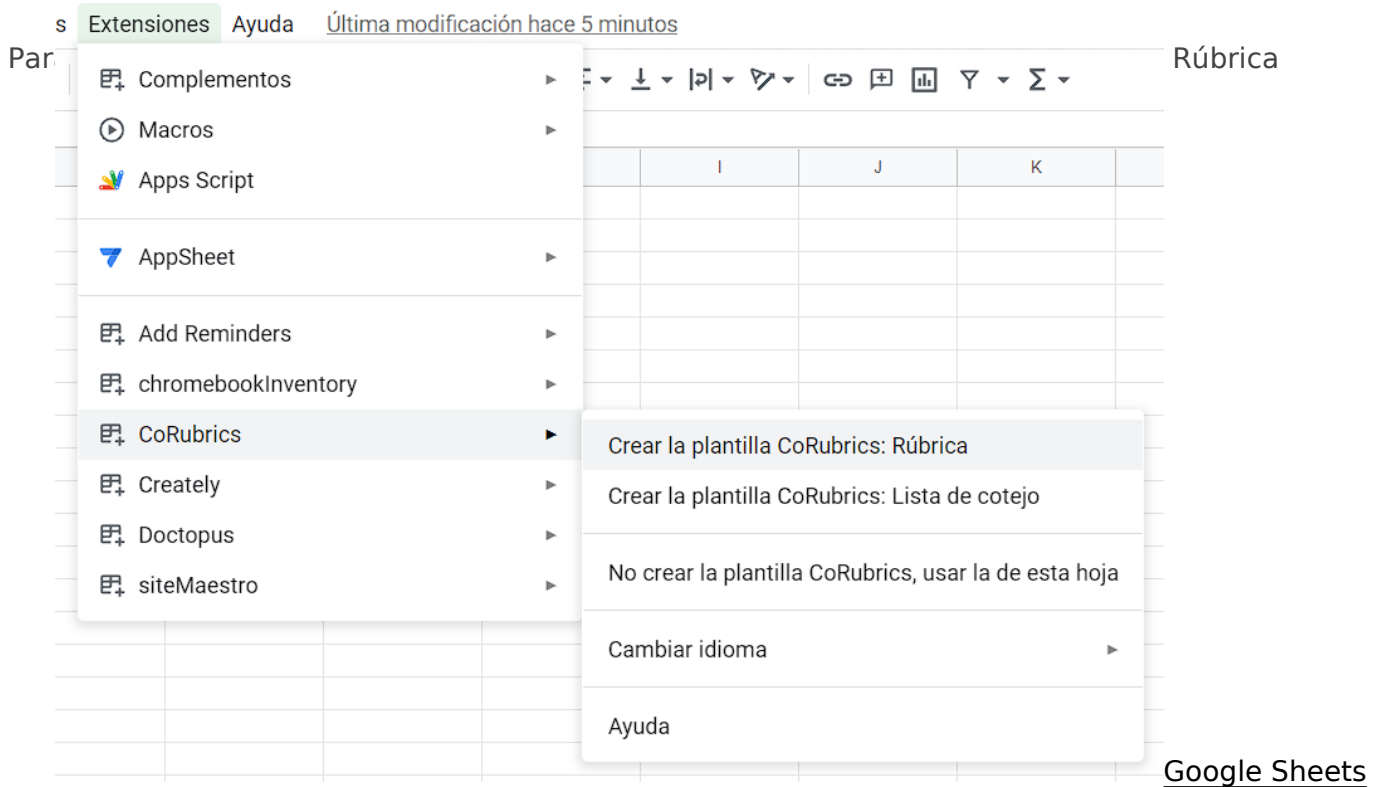 s Extensiones Ayuda Última modificación hace 5 minutos
Par Rúbrica
Complementos
Macros
I J K
Apps Script
AppSheet
Add Reminders
chromebookInventory
CoRubrics
Crear la plantilla CoRubrics: Rúbrica
Creately
Crear la plantilla CoRubrics: Lista de cotejo
Doctopus
No crear la plantilla CoRubrics, usar la de esta hoja
siteMaestro
Cambiar idioma
Ayuda
Google Sheets